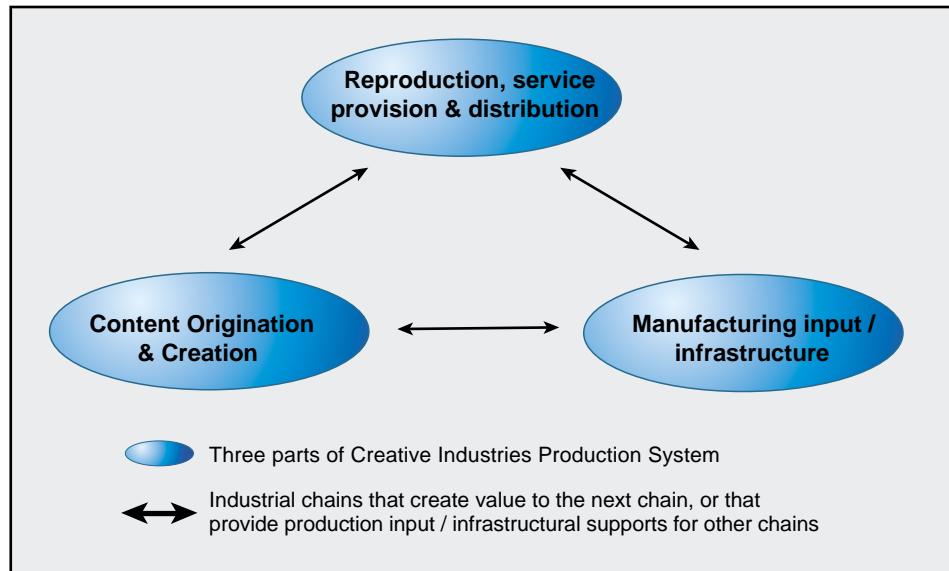 Reproduction, service
provision & distribution
Content Origination
& Creation
Manufacturing input /
infrastructure
Three parts of Creative Industries Production System
Industrial chains that create value to the next chain, or that
provide production input / infrastructural supports for other chains